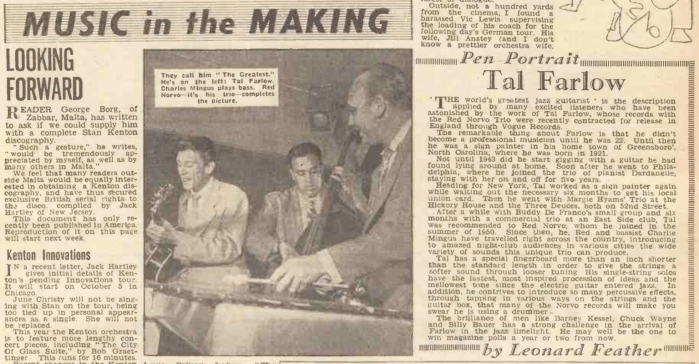 MUSIC in the MAKING
LOOKING
FORWARD
READER George Borg, of
Zabbar, Malta, has written
to ask if we could supply him
with a complete Stan Kenton
discography.
"Such a gesture," he writes,
"would be tremendously ap-
preciated by myself, as well as by
many others in Malta."
We feel that many readers out-
side Malta would be equally inter-
ested in obtaining a Kenton dis-
cography, and have thus secured
exclusive British serial rights to
the disco. compiled by Jack
Hartley of New Jersey.
This document has only re-
cently been published in America.
Reproduction of it on this page
will start next week.
Kenton Innovations
IN a recent letter, Jack Hartley
gives initial details of Ken-
ton's pending Innovations tour.
It will start on October 5 in
Chicago.
June Christy will not be sing-
ing with Stan on the tour, being
too tied up in personal appear-
ances as a single. She will not
be replaced.
This year the Kenton orchestra
is to feature more lengthy con-
cert pieces, including "The City
Of Glass Suite," by Bob Graet-
tinger. This runs for 16 minutes.
They call him "The Greatest."
He's on the left: Tal Farlow.
Charles Mingus plays bass. Red
Norvo—it's his trio—completes
the picture.
Outside, not a hundred yards
from the cinema, I found a
harassed Vic Lewis supervising
the loading of his coach for the
following day's German tour. His
wife, Jill Anstey (and I don't
know a prettier orchestra wife,
Pen Portrait
Tal Farlow
"THE world's greatest jazz guitarist" is the description
applied by many excited listeners who have been
astonished by the work of Tal Farlow, whose records with
the Red Norvo Trio were recently contracted for release in
England through Vogue Records.
The remarkable thing about Farlow is that he didn't
become a professional musician until he was 22. Until then
he was a sign painter in his home town of Greensboro',
North Carolina, where he was born in 1921.
Not until 1943 did he start gigging with a guitar he had
found lying around at home. Soon after he went to Phila-
delphia, where he joined the trio of pianist Dardanelle,
staying with her on and off for five years.
Heading for New York, Tal worked as a sign painter again
while waiting out the necessary six months to get his local
union card. Then he went with Margie Hyams' Trio at the
Hickory House and the Three Deuces, both on 52nd Street.
After a while with Buddy De Franco's small group and six
months with a commercial trio at an East Side club, Tal
was recommended to Red Norvo, whom he joined in the
summer of 1950. Since then, he, Red and bassist Charlie
Mingus have travelled right across the country, introducing
to amazed night-club audiences in various cities the wide
variety of sounds this unique trio can produce.
Tal has a special fingerboard more than an inch shorter
than the standard length in order to give the strings a
softer sound through looser tuning. His single-string solos
have the fastest, most inspired procession of ideas and the
mellowest tone since the electric guitar entered jazz. In
addition, he contrives to introduce so many percussive effects,
through tapping in various ways on the strings and the
guitar box, that many of the Norvo records will make you
swear he is using a drummer.
The brilliance of men like Barney Kessel, Chuck Wayne
and Billy Bauer has a strong challenge in the arrival of
Farlow in the jazz limelight. He may well be the one to
win magazine polls a year or two from now.
by Leonard Feather